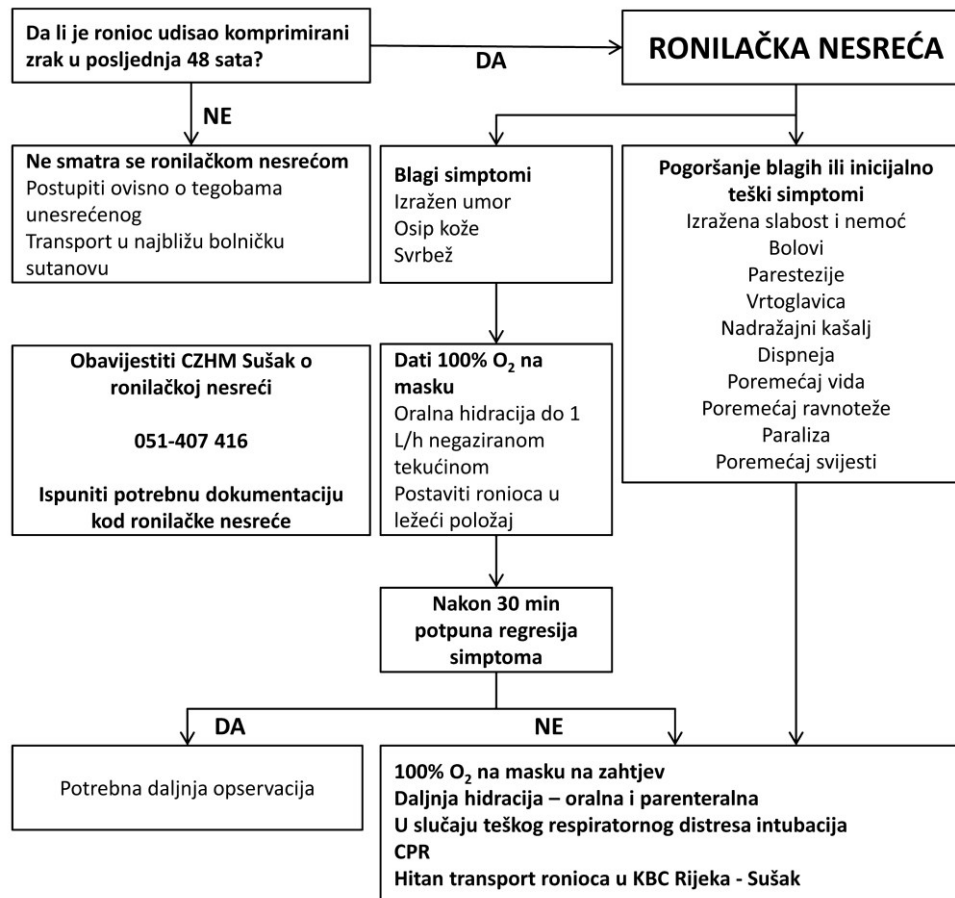 Da li je ronioc udisao komprimirani
zrak u posljednja 48 sata?
DA
RONILAČKA NESREĆA
NE
Ne smatra se ronilačkom nesrećom
Postupiti ovisno o tegobama
unesrećenog
Transport u najbližu bolničku
sutanovu
Blagi simptomi
Izražen umor
Osip kože
Svrbež
Pogoršanje blagih ili inicijalno
teški simptomi
Izražena slabost i nemoć
Bolovi
Parestezije
Vrtoglavica
Nadražajni kašalj
Dispneja
Poremećaj vida
Poremećaj ravnoteže
Paraliza
Poremećaj svijesti
Obavijestiti CZHM Sušak o
ronilačkoj nesreći
051-407 416
Ispuniti potrebnu dokumentaciju
kod ronilačke nesreće
Dati 100% O₂ na
masku
Oralna hidracija do 1
L/h negaziranom
tekućinom
Postaviti ronioca u
ležeći položaj
Nakon 30 min
potpuna regresija
simptoma
DA
NE
Potrebna daljnja opservacija
100% O₂ na masku na zahtjev
Daljnja hidracija – oralna i parenteralna
U slučaju teškog respiratornog distresa intubacija
CPR
Hitan transport ronioca u KBC Rijeka - Sušak